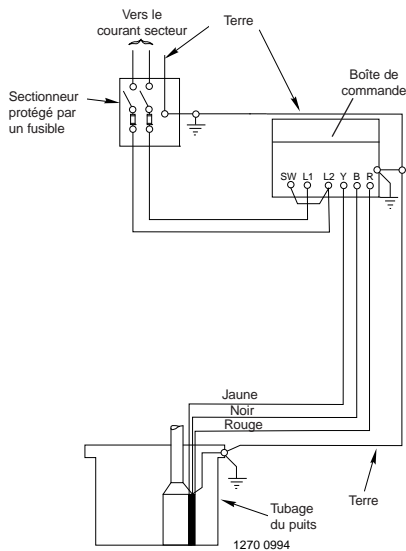 Vers le
courant secteur
Terre
Boîte de
commande
Sectionneur
protégé par
un fusible
SW L1 L2 Y B R
Jaune
Noir
Rouge
Tubage
du puits
Terre
1270 0994